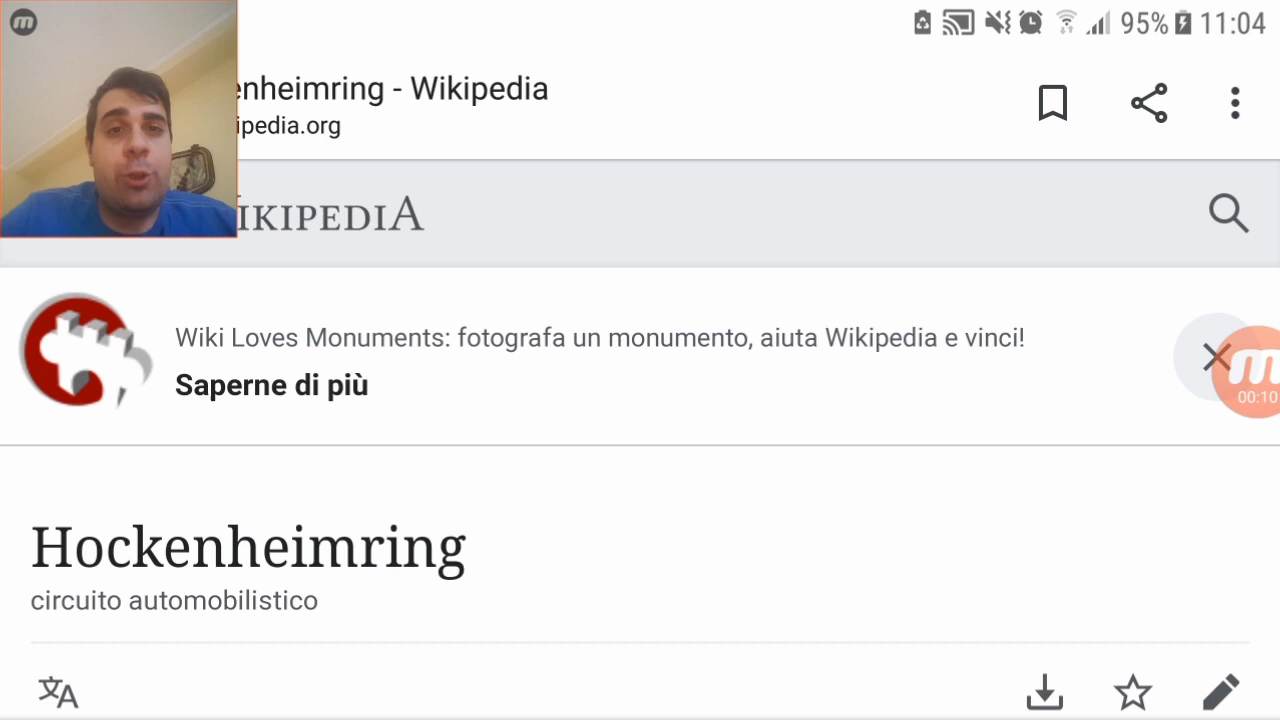 95% 11:04
enheimring - Wikipedia
ipedia.org
IKIPEDIA
Wiki Loves Monuments: fotografa un monumento, aiuta Wikipedia e vinci!
Saperne di più
00:10
Hockenheimring
circuito automobilistico